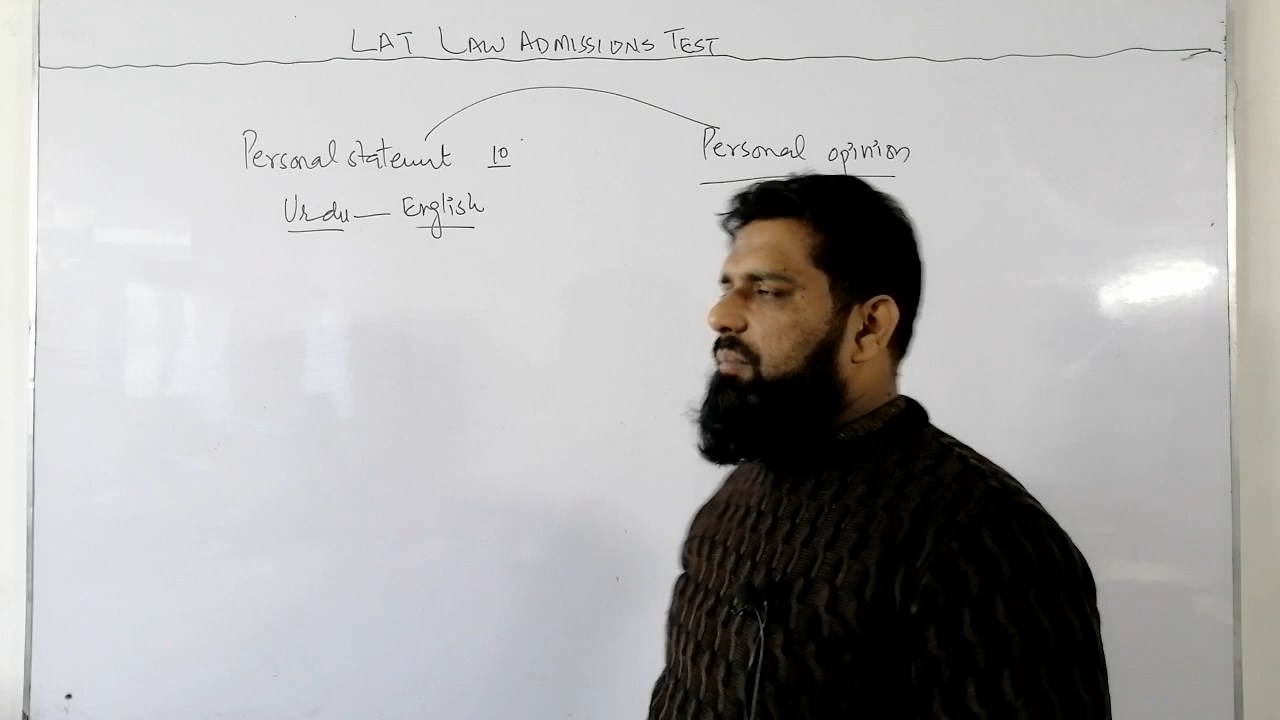 LAT LAW ADMISSIONS TEST
Personal statement 10
Personal opinion
Urdu — English